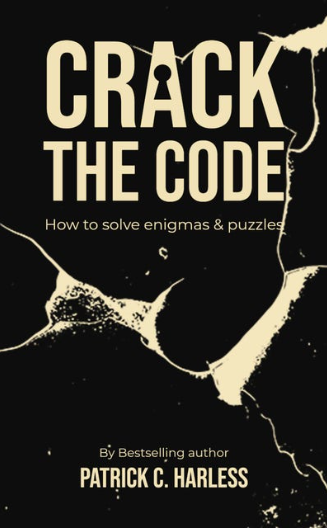 CRACK
THE CODE
How to solve enigmas & puzzles
By Bestselling author
PATRICK C. HARLESS